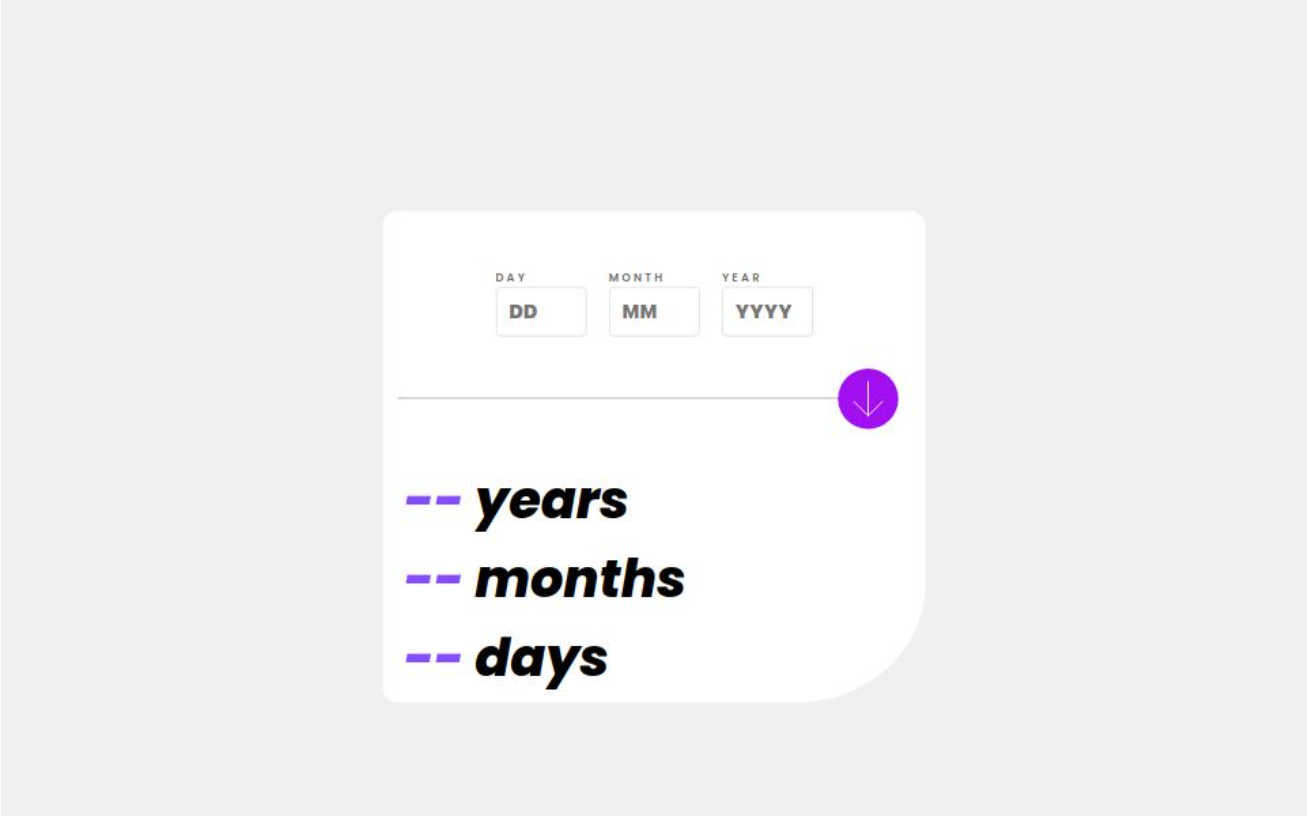 DAY MONTH YEAR
DD MM YYYY
-- years
-- months
-- days